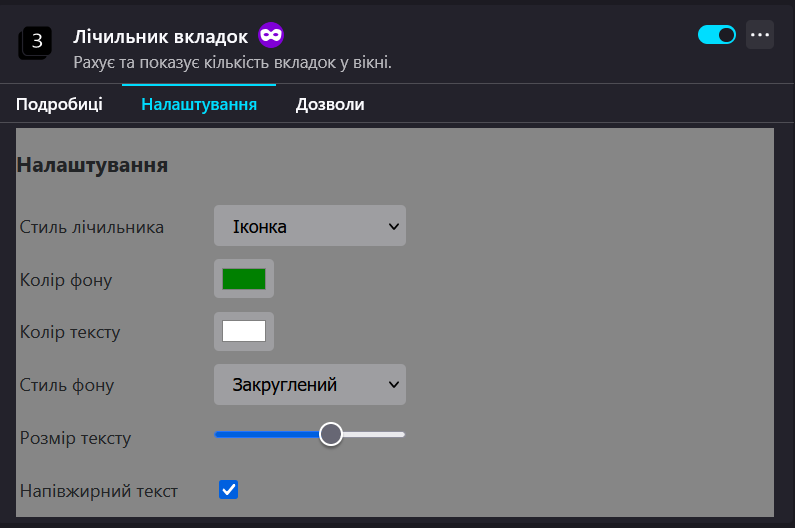 3
Лічильник вкладок
Рахує та показує кількість вкладок у вікні.
Подробиці Налаштування Дозволи
Налаштування
Стиль лічильника Іконка
Колір фону
Колір тексту
Стиль фону Закруглений
Розмір тексту
Напівжирний текст